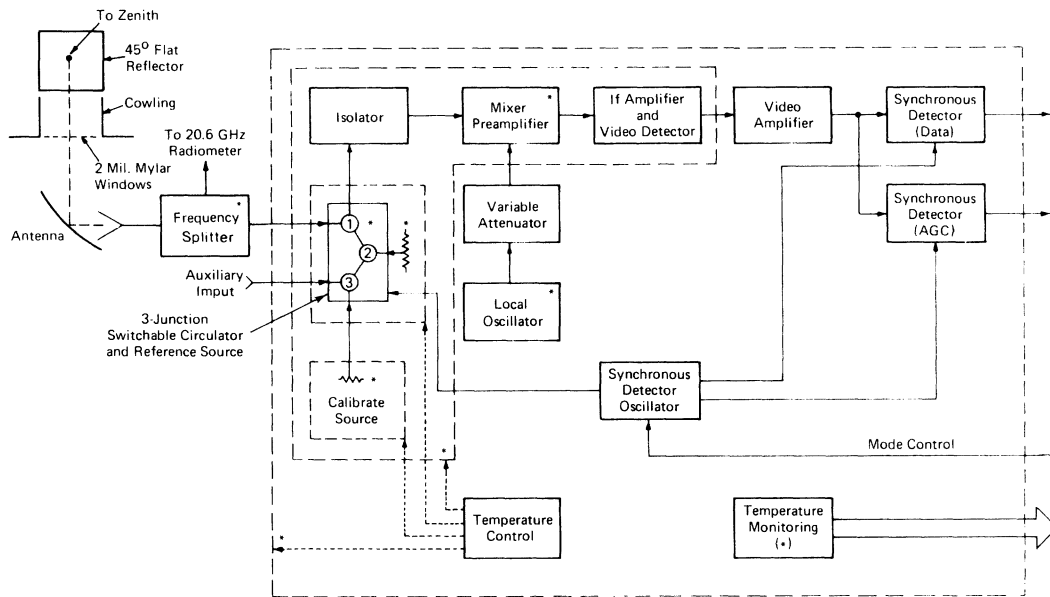 To Zenith
45° Flat
Reflector
Cowling
To 20.6 GHz
Radiometer
2 Mil. Mylar
Windows
Antenna
Frequency *
Splitter
Auxiliary
Imput
3-Junction
Switchable Circulator
and Reference Source
Isolator
Mixer *
Preamplifier
If Amplifier
and
Video Detector
Video
Amplifier
Synchronous
Detector
(Data)
1 *
2
*
3
Variable
Attenuator
Synchronous
Detector
(AGC)
Local *
Oscillator
*
Calibrate
Source
Synchronous
Detector
Oscillator
Mode Control
*
Temperature
Control
*
Temperature
Monitoring
(*)